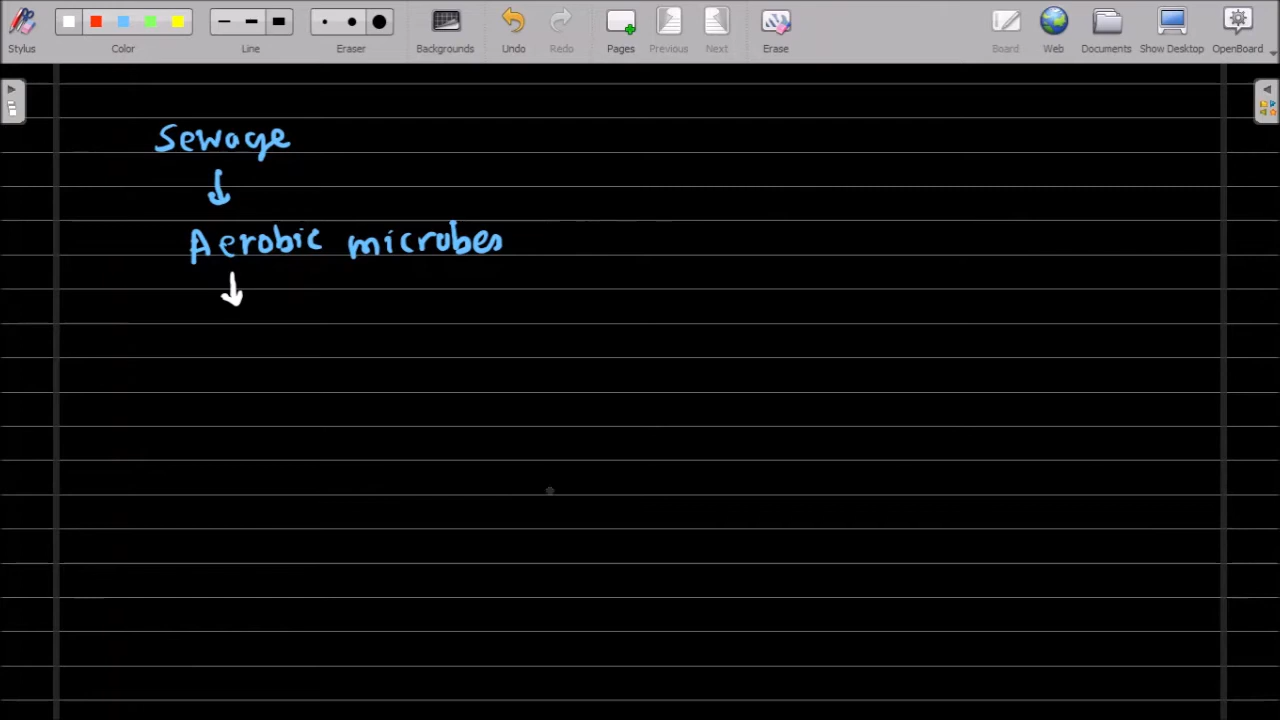 Stylus Color Line Eraser Backgrounds Undo Redo Pages Previous Next Erase Board Web Documents Show Desktop OpenBoard
Sewage
↓
Aerobic microbes
↓